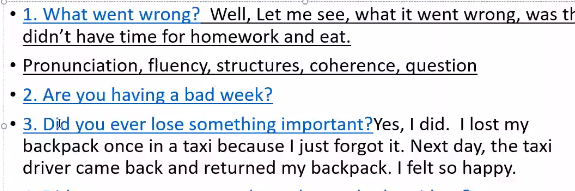 • 1. What went wrong? Well, Let me see, what it went wrong, was
didn't have time for homework and eat.
• Pronunciation, fluency, structures, coherence, question
• 2. Are you having a bad week?
• 3. Did you ever lose something important?Yes, I did. I lost my
backpack once in a taxi because I just forgot it. Next day, the taxi
driver came back and returned my backpack. I felt so happy.